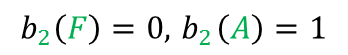 b₂(F) = 0, b₂(A) = 1